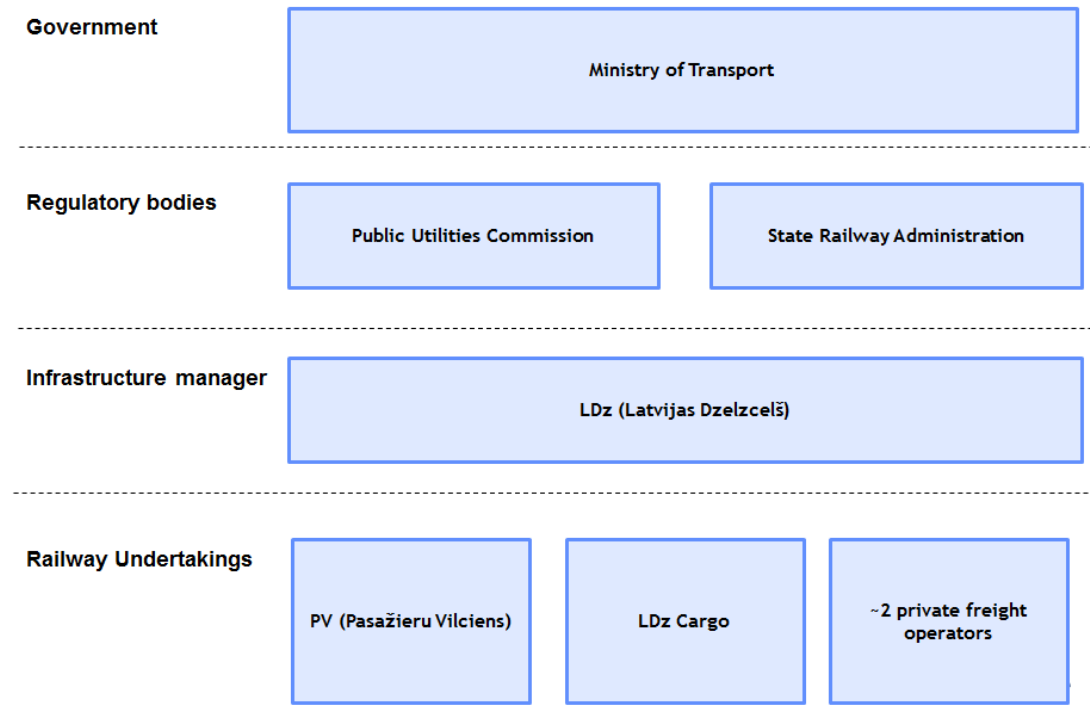 Government
Ministry of Transport
Regulatory bodies
Public Utilities Commission
State Railway Administration
Infrastructure manager
LDz (Latvijas Dzelzcelš)
Railway Undertakings
PV (Pasažieru Vilciens)
LDz Cargo
~2 private freight
operators